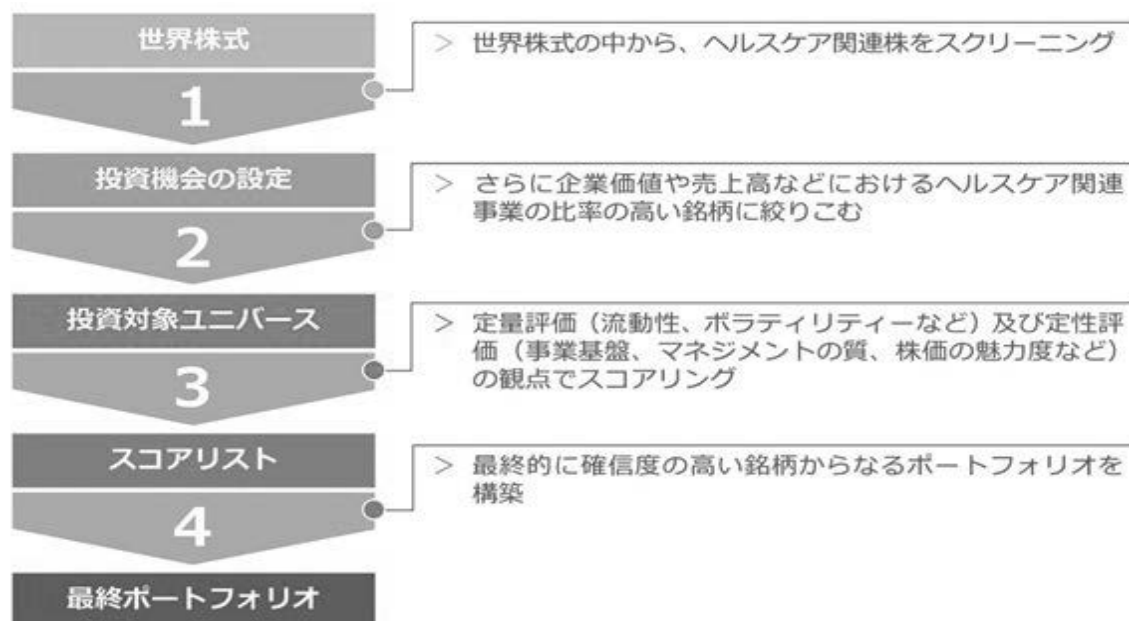 世界株式
> 世界株式の中から、ヘルスケア関連株をスクリーニング
1
投資機会の設定
> さらに企業価値や売上高などにおけるヘルスケア関連
事業の比率の高い銘柄に絞りこむ
2
投資対象ユニバース
> 定量評価（流動性、ボラティリティーなど）及び定性評
価（事業基盤、マネジメントの質、株価の魅力度など）
の観点でスコアリング
3
スコアリスト
> 最終的に確信度の高い銘柄からなるポートフォリオを
構築
4
最終ポートフォリオ